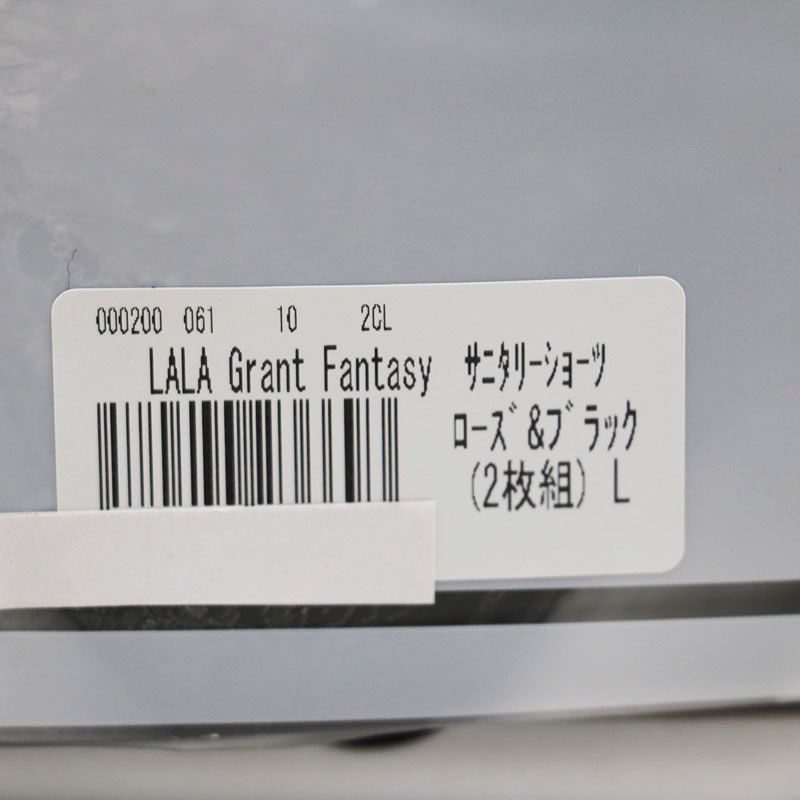 000200 061 10 2CL
LALA Grant Fantasy ｻﾆﾀﾘｰｼｮｰﾂ
ﾛｰｽﾞ&ﾌﾞﾗｯｸ
(2枚組) L